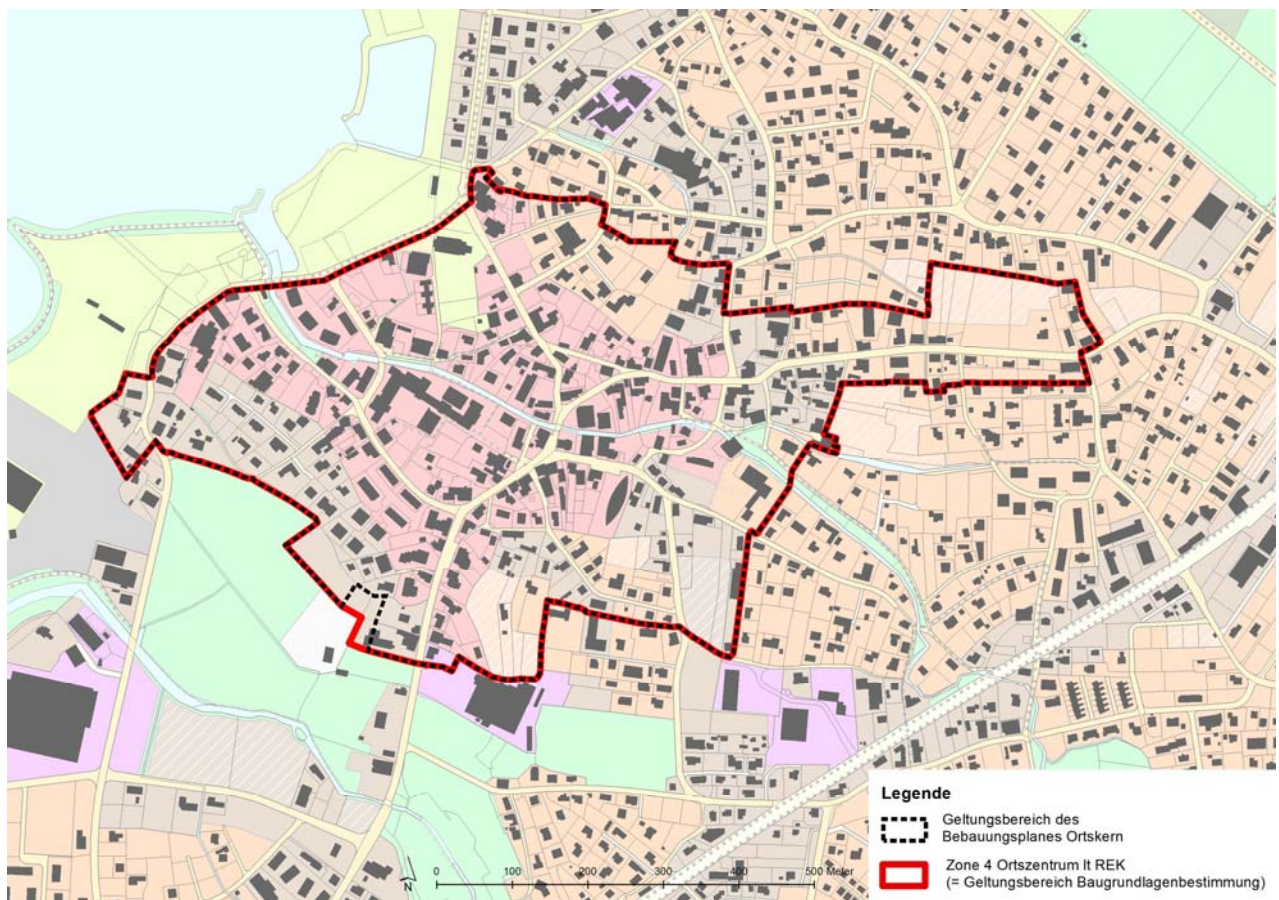 Legende
Geltungsbereich des
Bebauungsplanes Ortskern
Zone 4 Ortszentrum lt REK
(= Geltungsbereich Baugrundlagenbestimmung)
N
0 100 200 300 400 500 Meter